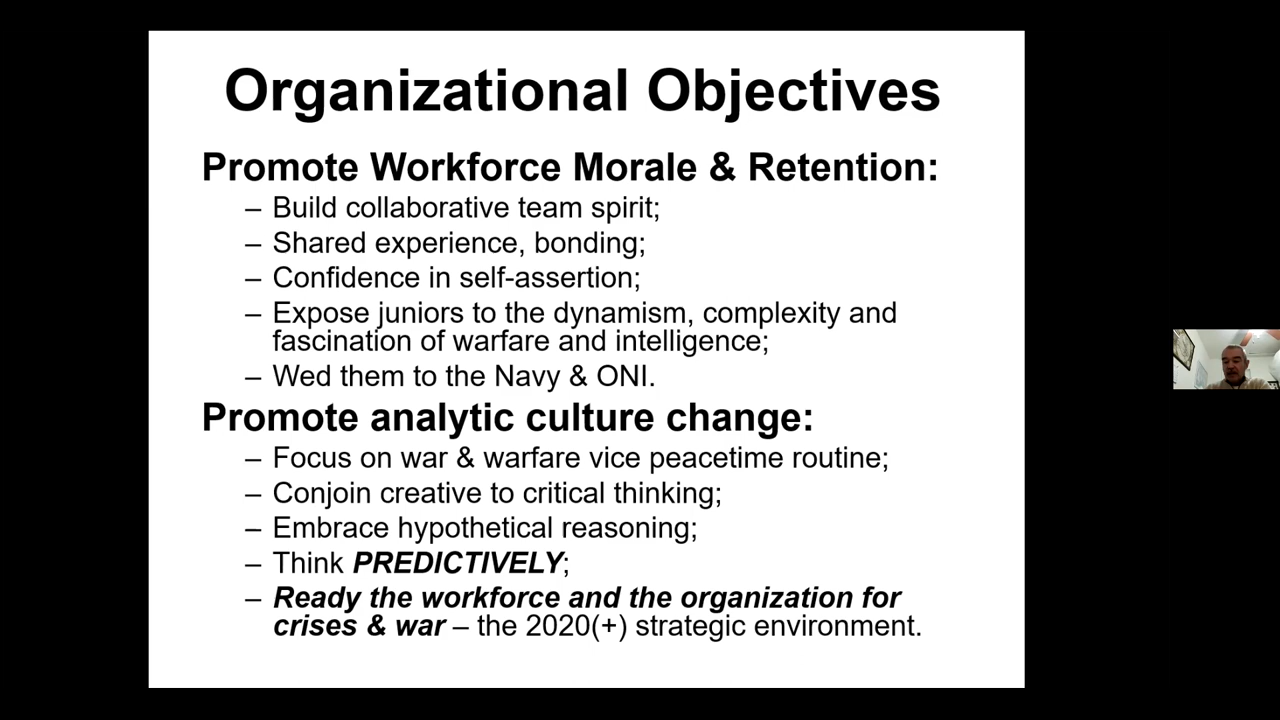 Organizational Objectives
Promote Workforce Morale & Retention:
– Build collaborative team spirit;
– Shared experience, bonding;
– Confidence in self-assertion;
– Expose juniors to the dynamism, complexity and
fascination of warfare and intelligence;
– Wed them to the Navy & ONI.
Promote analytic culture change:
– Focus on war & warfare vice peacetime routine;
– Conjoin creative to critical thinking;
– Embrace hypothetical reasoning;
– Think PREDICTIVELY;
– Ready the workforce and the organization for
crises & war – the 2020(+) strategic environment.